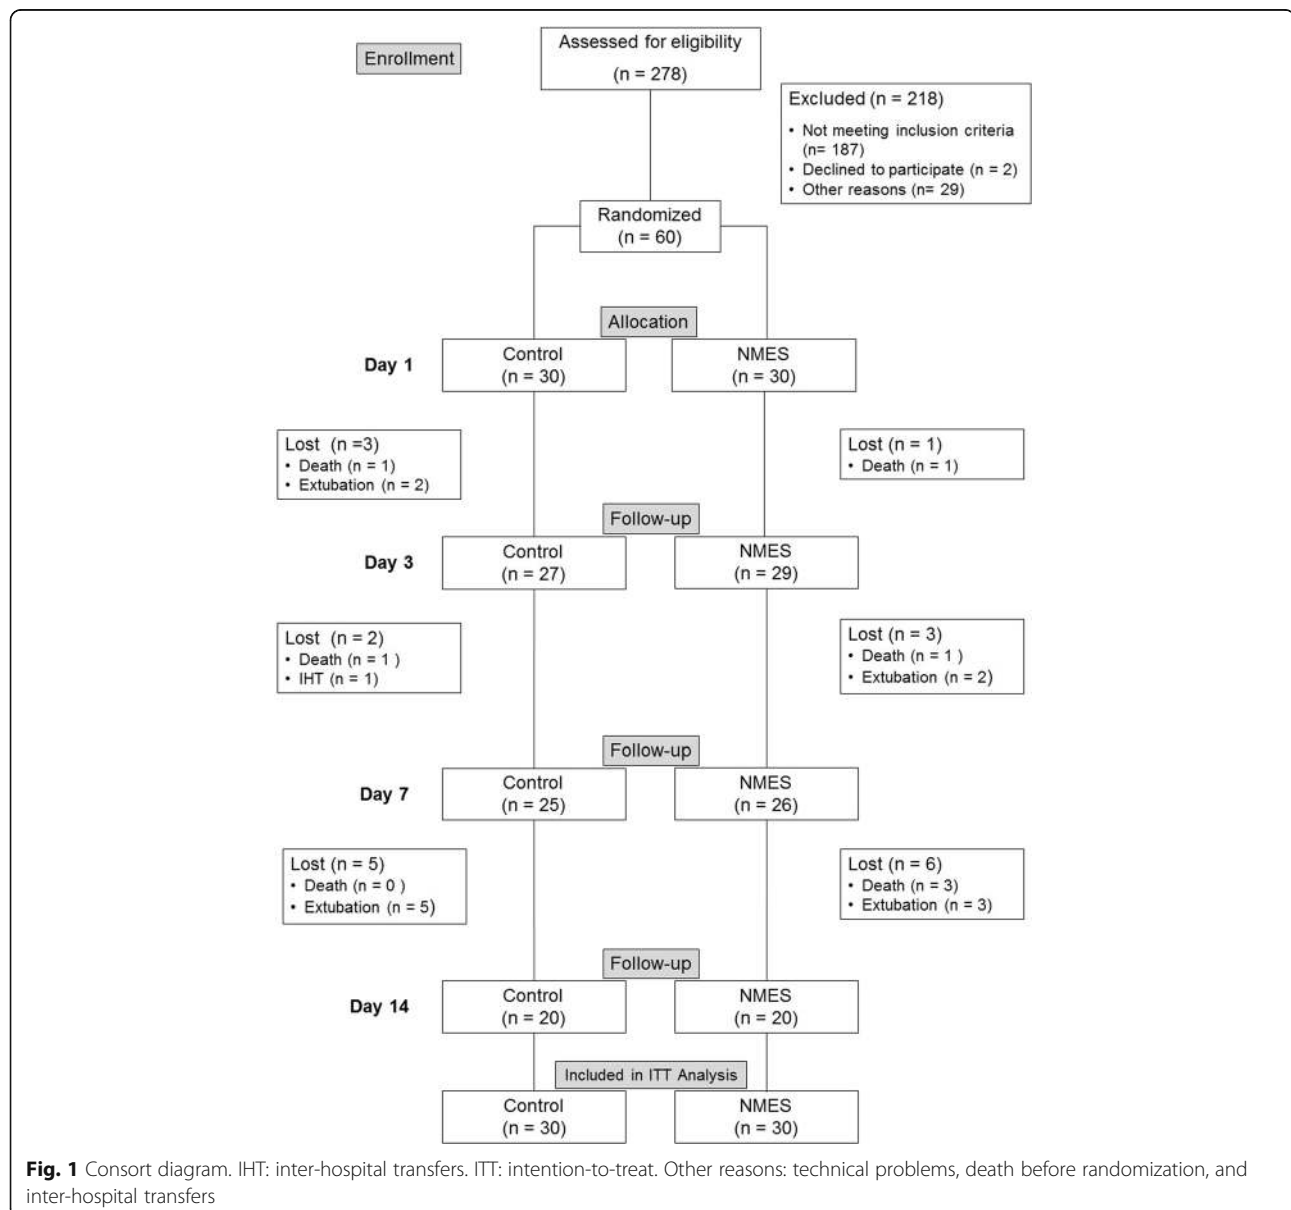 Enrollment
Assessed for eligibility
(n = 278)
Excluded (n = 218)
• Not meeting inclusion criteria
(n= 187)
• Declined to participate (n = 2)
• Other reasons (n= 29)
Randomized
(n = 60)
Allocation
Day 1
Control
(n = 30)
NMES
(n = 30)
Lost (n =3)
• Death (n = 1)
• Extubation (n = 2)
Lost (n = 1)
• Death (n = 1)
Follow-up
Day 3
Control
(n = 27)
NMES
(n = 29)
Lost (n = 2)
• Death (n = 1 )
• IHT (n = 1)
Lost (n = 3)
• Death (n = 1 )
• Extubation (n = 2)
Follow-up
Day 7
Control
(n = 25)
NMES
(n = 26)
Lost (n = 5)
• Death (n = 0 )
• Extubation (n = 5)
Lost (n = 6)
• Death (n = 3)
• Extubation (n = 3)
Follow-up
Day 14
Control
(n = 20)
NMES
(n = 20)
Included in ITT Analysis
Control
(n = 30)
NMES
(n = 30)
Fig. 1 Consort diagram. IHT: inter-hospital transfers. ITT: intention-to-treat. Other reasons: technical problems, death before randomization, and
inter-hospital transfers